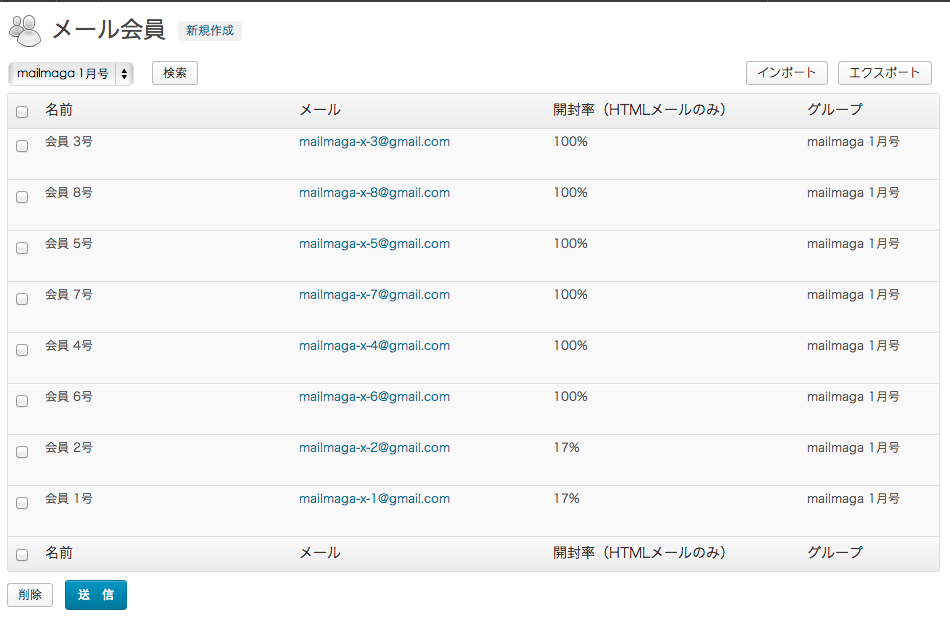 メール会員 新規作成
mailmaga 1月号 検索 インポート エクスポート
名前 メール 開封率（HTMLメールのみ） グループ
会員 3号 mailmaga-x-3@gmail.com 100% mailmaga 1月号
会員 8号 mailmaga-x-8@gmail.com 100% mailmaga 1月号
会員 5号 mailmaga-x-5@gmail.com 100% mailmaga 1月号
会員 7号 mailmaga-x-7@gmail.com 100% mailmaga 1月号
会員 4号 mailmaga-x-4@gmail.com 100% mailmaga 1月号
会員 6号 mailmaga-x-6@gmail.com 100% mailmaga 1月号
会員 2号 mailmaga-x-2@gmail.com 17% mailmaga 1月号
会員 1号 mailmaga-x-1@gmail.com 17% mailmaga 1月号
名前 メール 開封率（HTMLメールのみ） グループ
削除 送 信